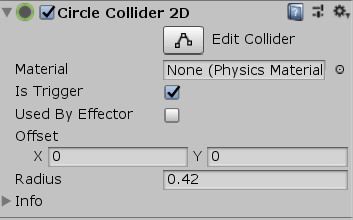 Circle Collider 2D
Edit Collider
Material None (Physics Material
Is Trigger
Used By Effector
Offset
X 0 Y 0
Radius 0.42
Info